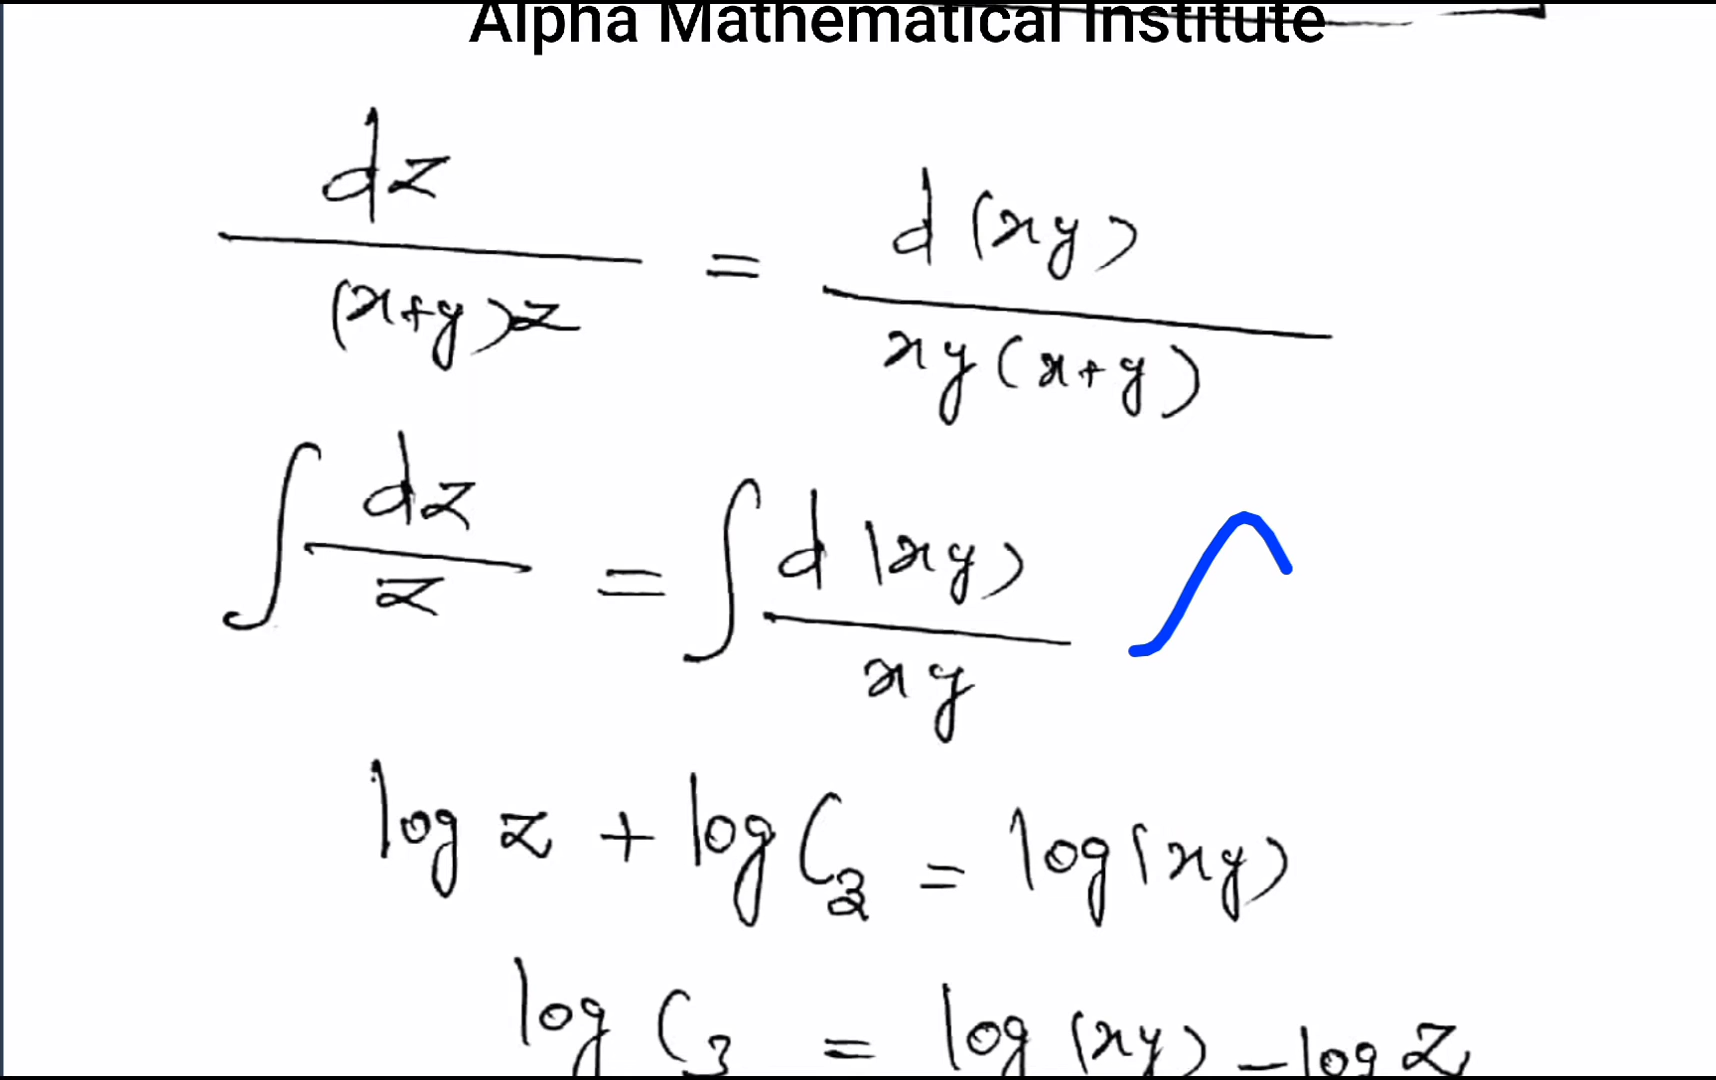 Alpha Mathematical Institute
dz / (x+y)z = d(xy) / xy(x+y)
∫ dz / z = ∫ d(xy) / xy
log z + log C₃ = log(xy)
log C₃ = log(xy) – log z